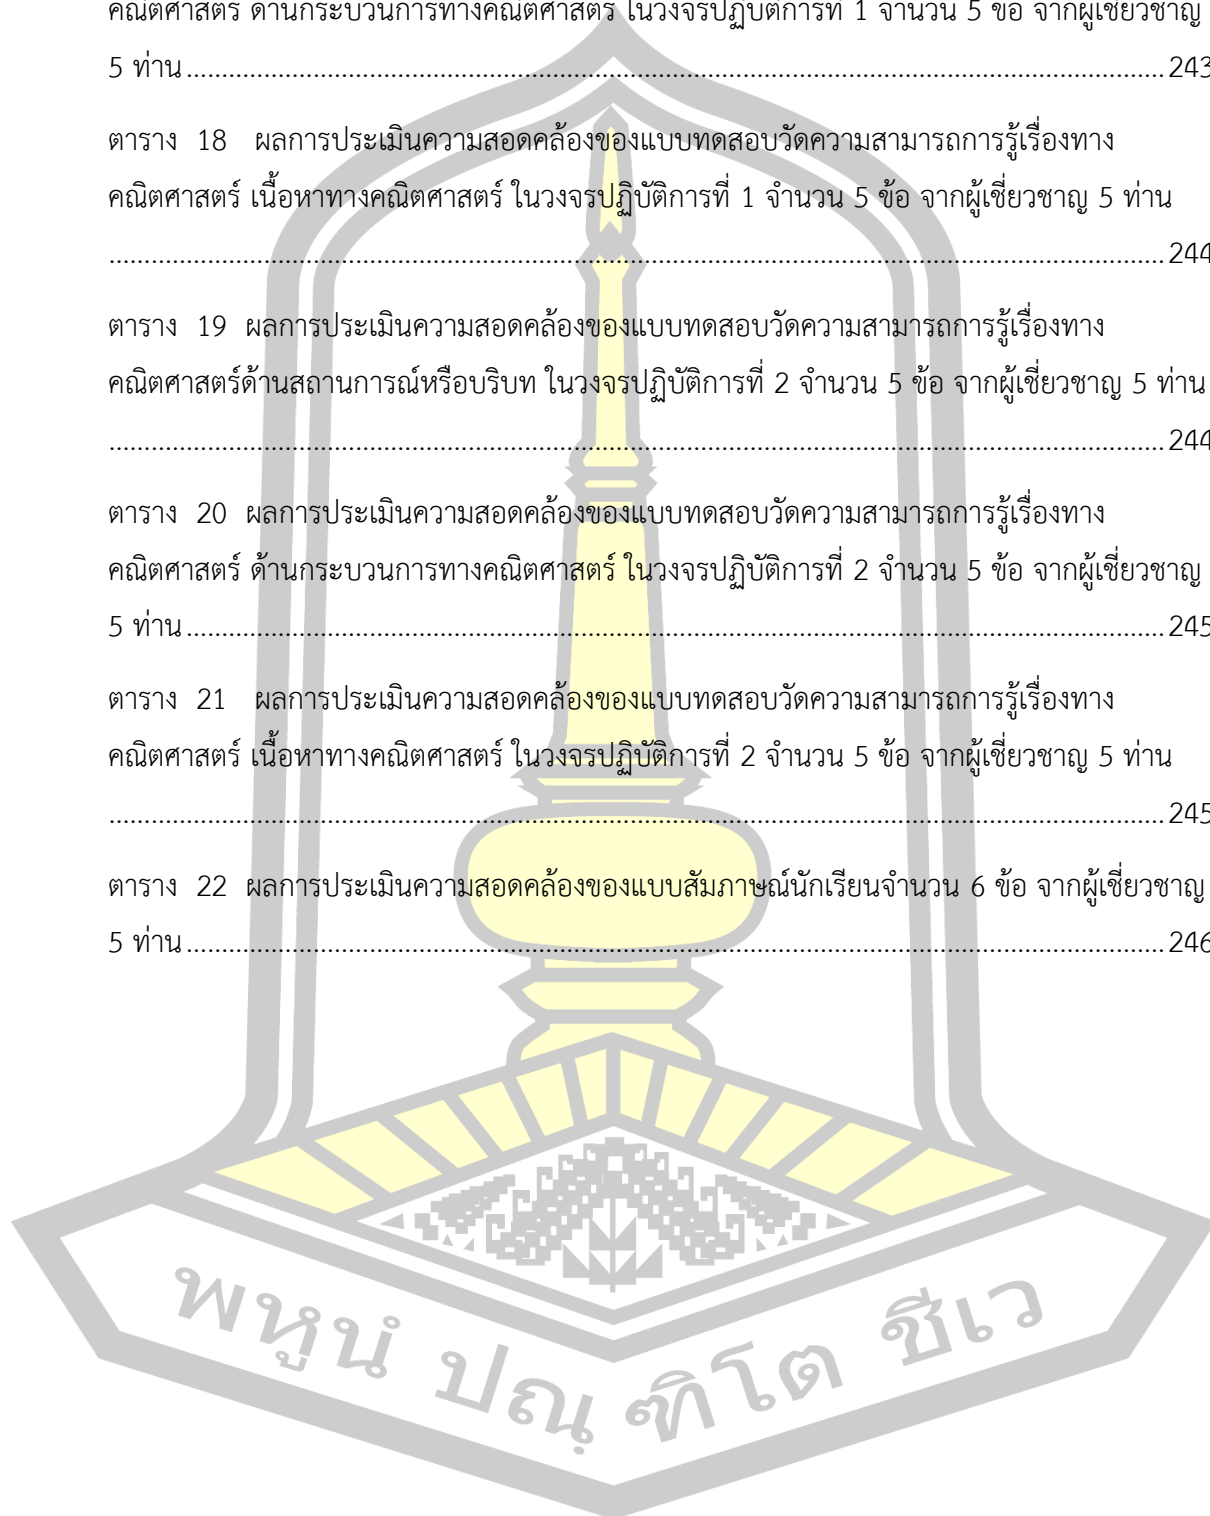 คณิตศาสตร์ ด้านกระบวนการทางคณิตศาสตร์ ในวงจรปฏิบัติการที่ 1 จำนวน 5 ข้อ จากผู้เชี่ยวชาญ
5 ท่าน ........................................................................ 243
ตาราง 18 ผลการประเมินความสอดคล้องของแบบทดสอบวัดความสามารถการรู้เรื่องทาง
คณิตศาสตร์ เนื้อหาทางคณิตศาสตร์ ในวงจรปฏิบัติการที่ 1 จำนวน 5 ข้อ จากผู้เชี่ยวชาญ 5 ท่าน
........................................................................ 244
ตาราง 19 ผลการประเมินความสอดคล้องของแบบทดสอบวัดความสามารถการรู้เรื่องทาง
คณิตศาสตร์ด้านสถานการณ์หรือบริบท ในวงจรปฏิบัติการที่ 2 จำนวน 5 ข้อ จากผู้เชี่ยวชาญ 5 ท่าน
........................................................................ 244
ตาราง 20 ผลการประเมินความสอดคล้องของแบบทดสอบวัดความสามารถการรู้เรื่องทาง
คณิตศาสตร์ ด้านกระบวนการทางคณิตศาสตร์ ในวงจรปฏิบัติการที่ 2 จำนวน 5 ข้อ จากผู้เชี่ยวชาญ
5 ท่าน ........................................................................ 245
ตาราง 21 ผลการประเมินความสอดคล้องของแบบทดสอบวัดความสามารถการรู้เรื่องทาง
คณิตศาสตร์ เนื้อหาทางคณิตศาสตร์ ในวงจรปฏิบัติการที่ 2 จำนวน 5 ข้อ จากผู้เชี่ยวชาญ 5 ท่าน
........................................................................ 245
ตาราง 22 ผลการประเมินความสอดคล้องของแบบสัมภาษณ์นักเรียนจำนวน 6 ข้อ จากผู้เชี่ยวชาญ
5 ท่าน ........................................................................ 246
พหูนํ ปณฺฑิโต ชีเว